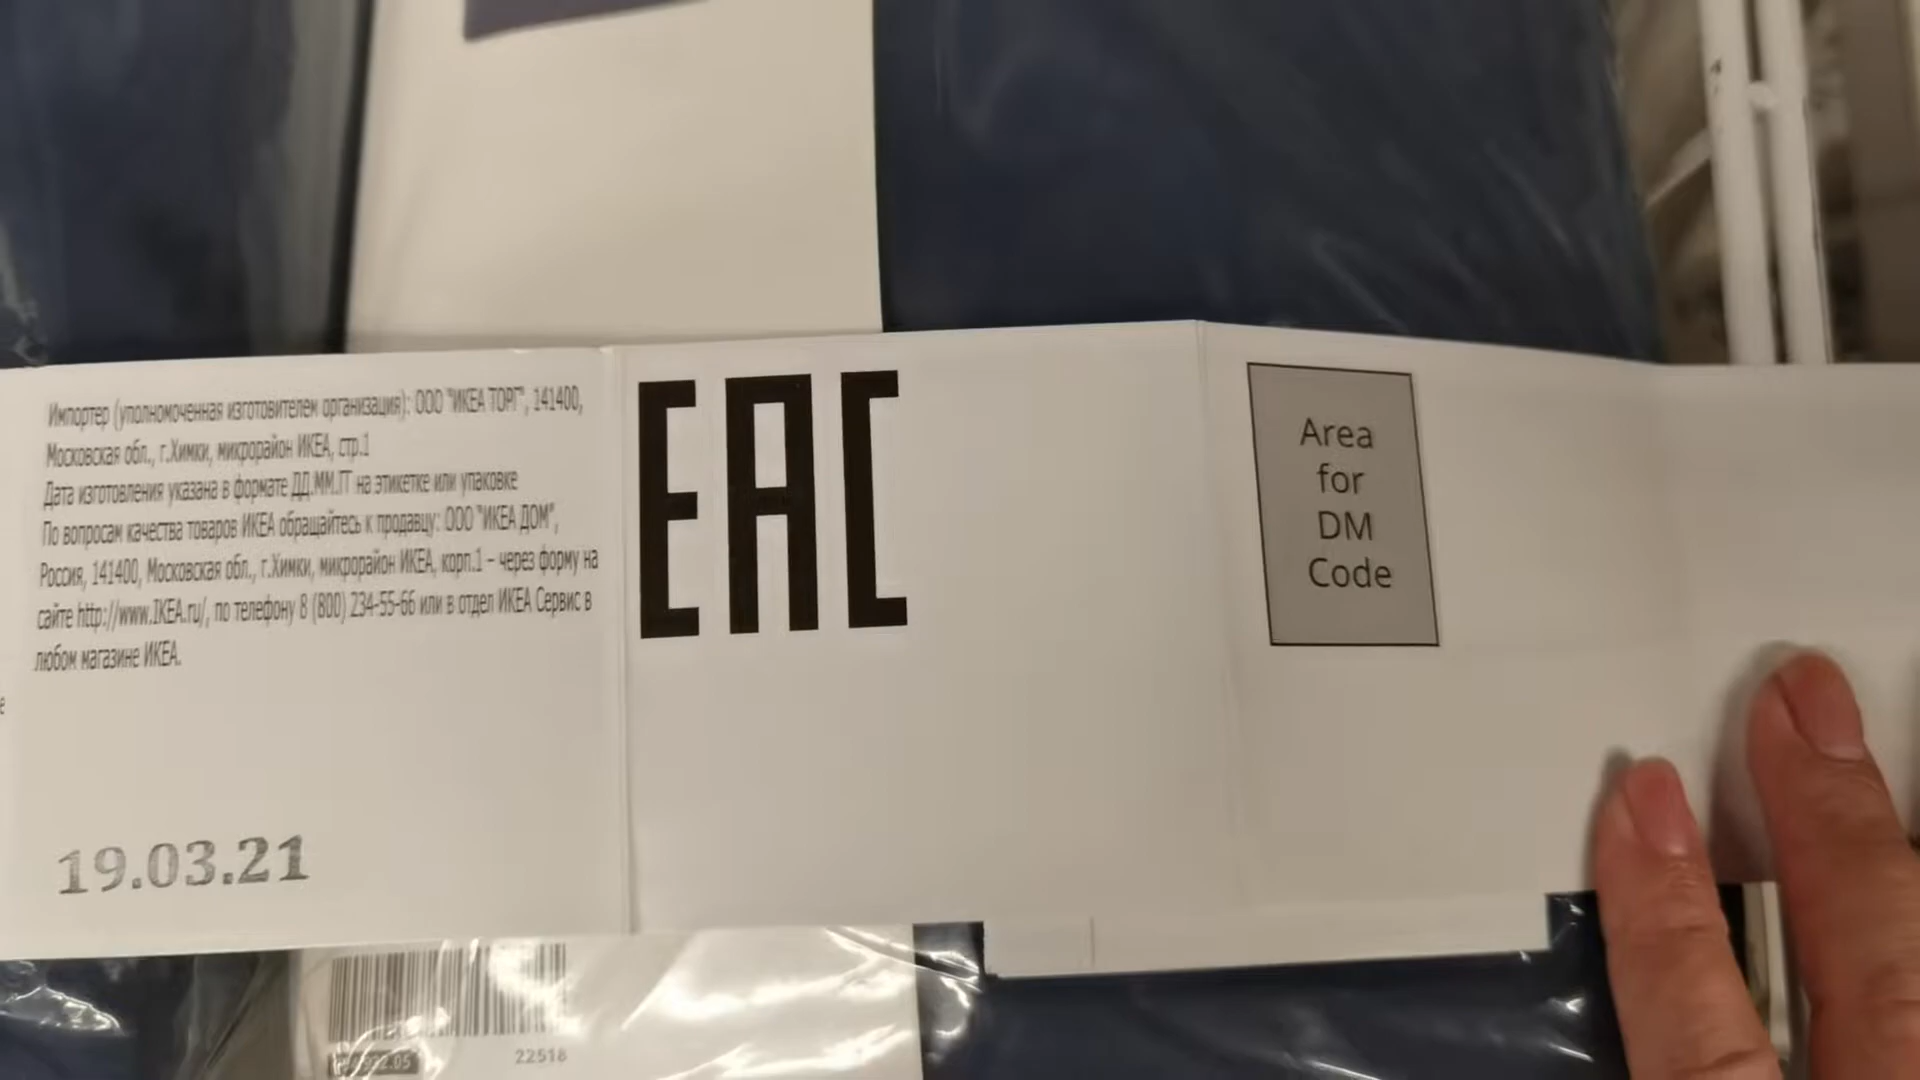 Импортер (уполномоченная изготовителем организация): ООО "ИКЕА ТОРГ", 141400,
Московская обл., г.Химки, микрорайон ИКЕА, стр.1
Дата изготовления указана в формате ДД.ММ.ГГ на этикетке или упаковке
По вопросам качества товаров ИКЕА обращайтесь к продавцу: ООО "ИКЕА ДОМ",
Россия, 141400, Московская обл., г.Химки, микрорайон ИКЕА, корп.1 – через форму на
сайте http://www.IKEA.ru/, по телефону 8 (800) 234-55-66 или в отдел ИКЕА Сервис в
любом магазине ИКЕА.
19.03.21
EAC
Area
for
DM
Code
22518